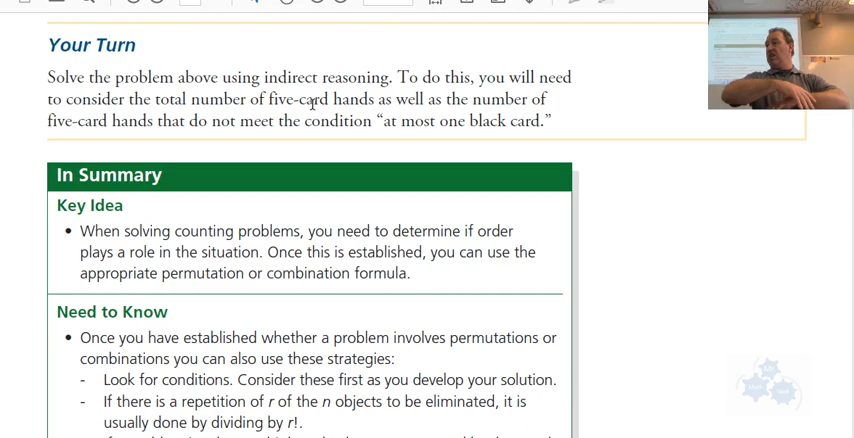 Your Turn
Solve the problem above using indirect reasoning. To do this, you will need
to consider the total number of five-card hands as well as the number of
five-card hands that do not meet the condition “at most one black card.”
In Summary
Key Idea
• When solving counting problems, you need to determine if order
plays a role in the situation. Once this is established, you can use the
appropriate permutation or combination formula.
Need to Know
• Once you have established whether a problem involves permutations or
combinations you can also use these strategies:
- Look for conditions. Consider these first as you develop your solution.
- If there is a repetition of r of the n objects to be eliminated, it is
usually done by dividing by r!.